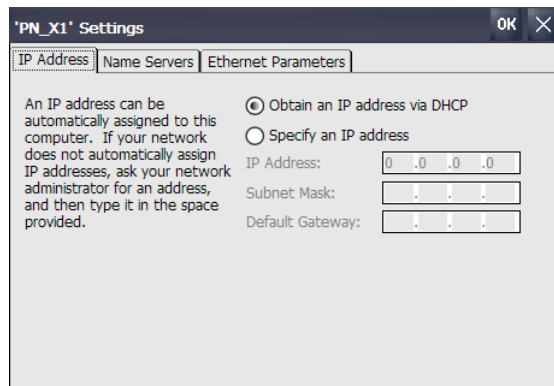 'PN_X1' Settings
OK
IP Address
Name Servers
Ethernet Parameters
An IP address can be
automatically assigned to this
computer. If your network
does not automatically assign
IP addresses, ask your network
administrator for an address,
and then type it in the space
provided.
Obtain an IP address via DHCP
Specify an IP address
IP Address: 0 .0 .0 .0
Subnet Mask: . . .
Default Gateway: . . .